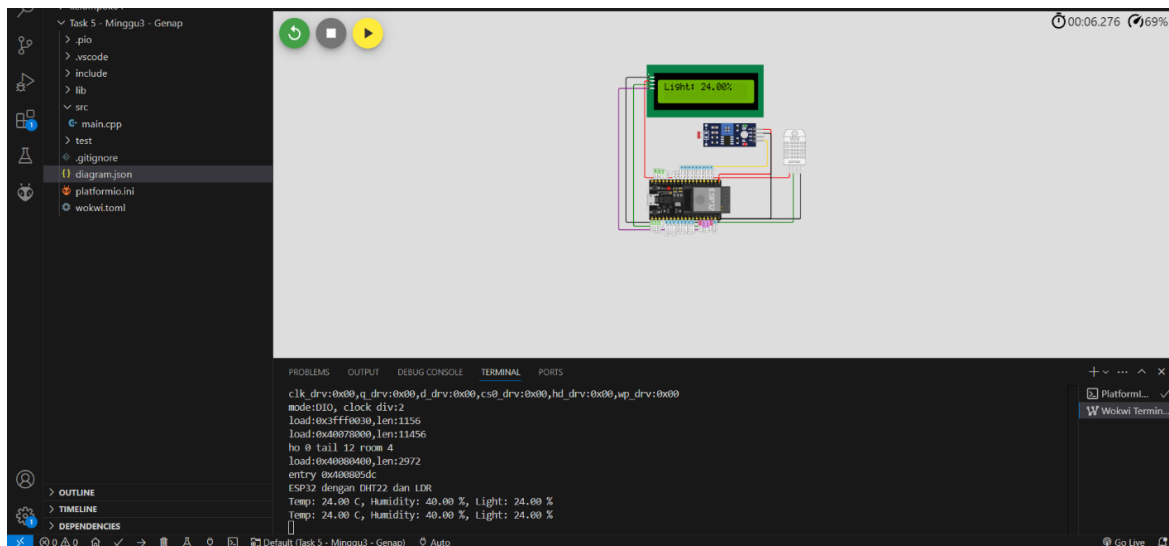 Task 5 - Minggu3 - Genap
.pio
.vscode
include
lib
src
main.cpp
test
.gitignore
{} diagram.json
platformio.ini
wokwi.toml
OUTLINE
TIMELINE
DEPENDENCIES
00:06.276 69%
Light: 24.00%
PROBLEMS OUTPUT DEBUG CONSOLE TERMINAL PORTS
clk_drv:0x00,q_drv:0x00,d_drv:0x00,cs0_drv:0x00,hd_drv:0x00,wp_drv:0x00
mode:DIO, clock div:2
load:0x3fff0030,len:1156
load:0x40078000,len:11456
ho 0 tail 12 room 4
load:0x40080400,len:2972
entry 0x400805dc
ESP32 dengan DHT22 dan LDR
Temp: 24.00 C, Humidity: 40.00 %, Light: 24.00 %
Temp: 24.00 C, Humidity: 40.00 %, Light: 24.00 %
PlatformI...
Wokwi Termin...
0 0 0 Default (Task 5 - Minggu3 - Genap) Auto Go Live